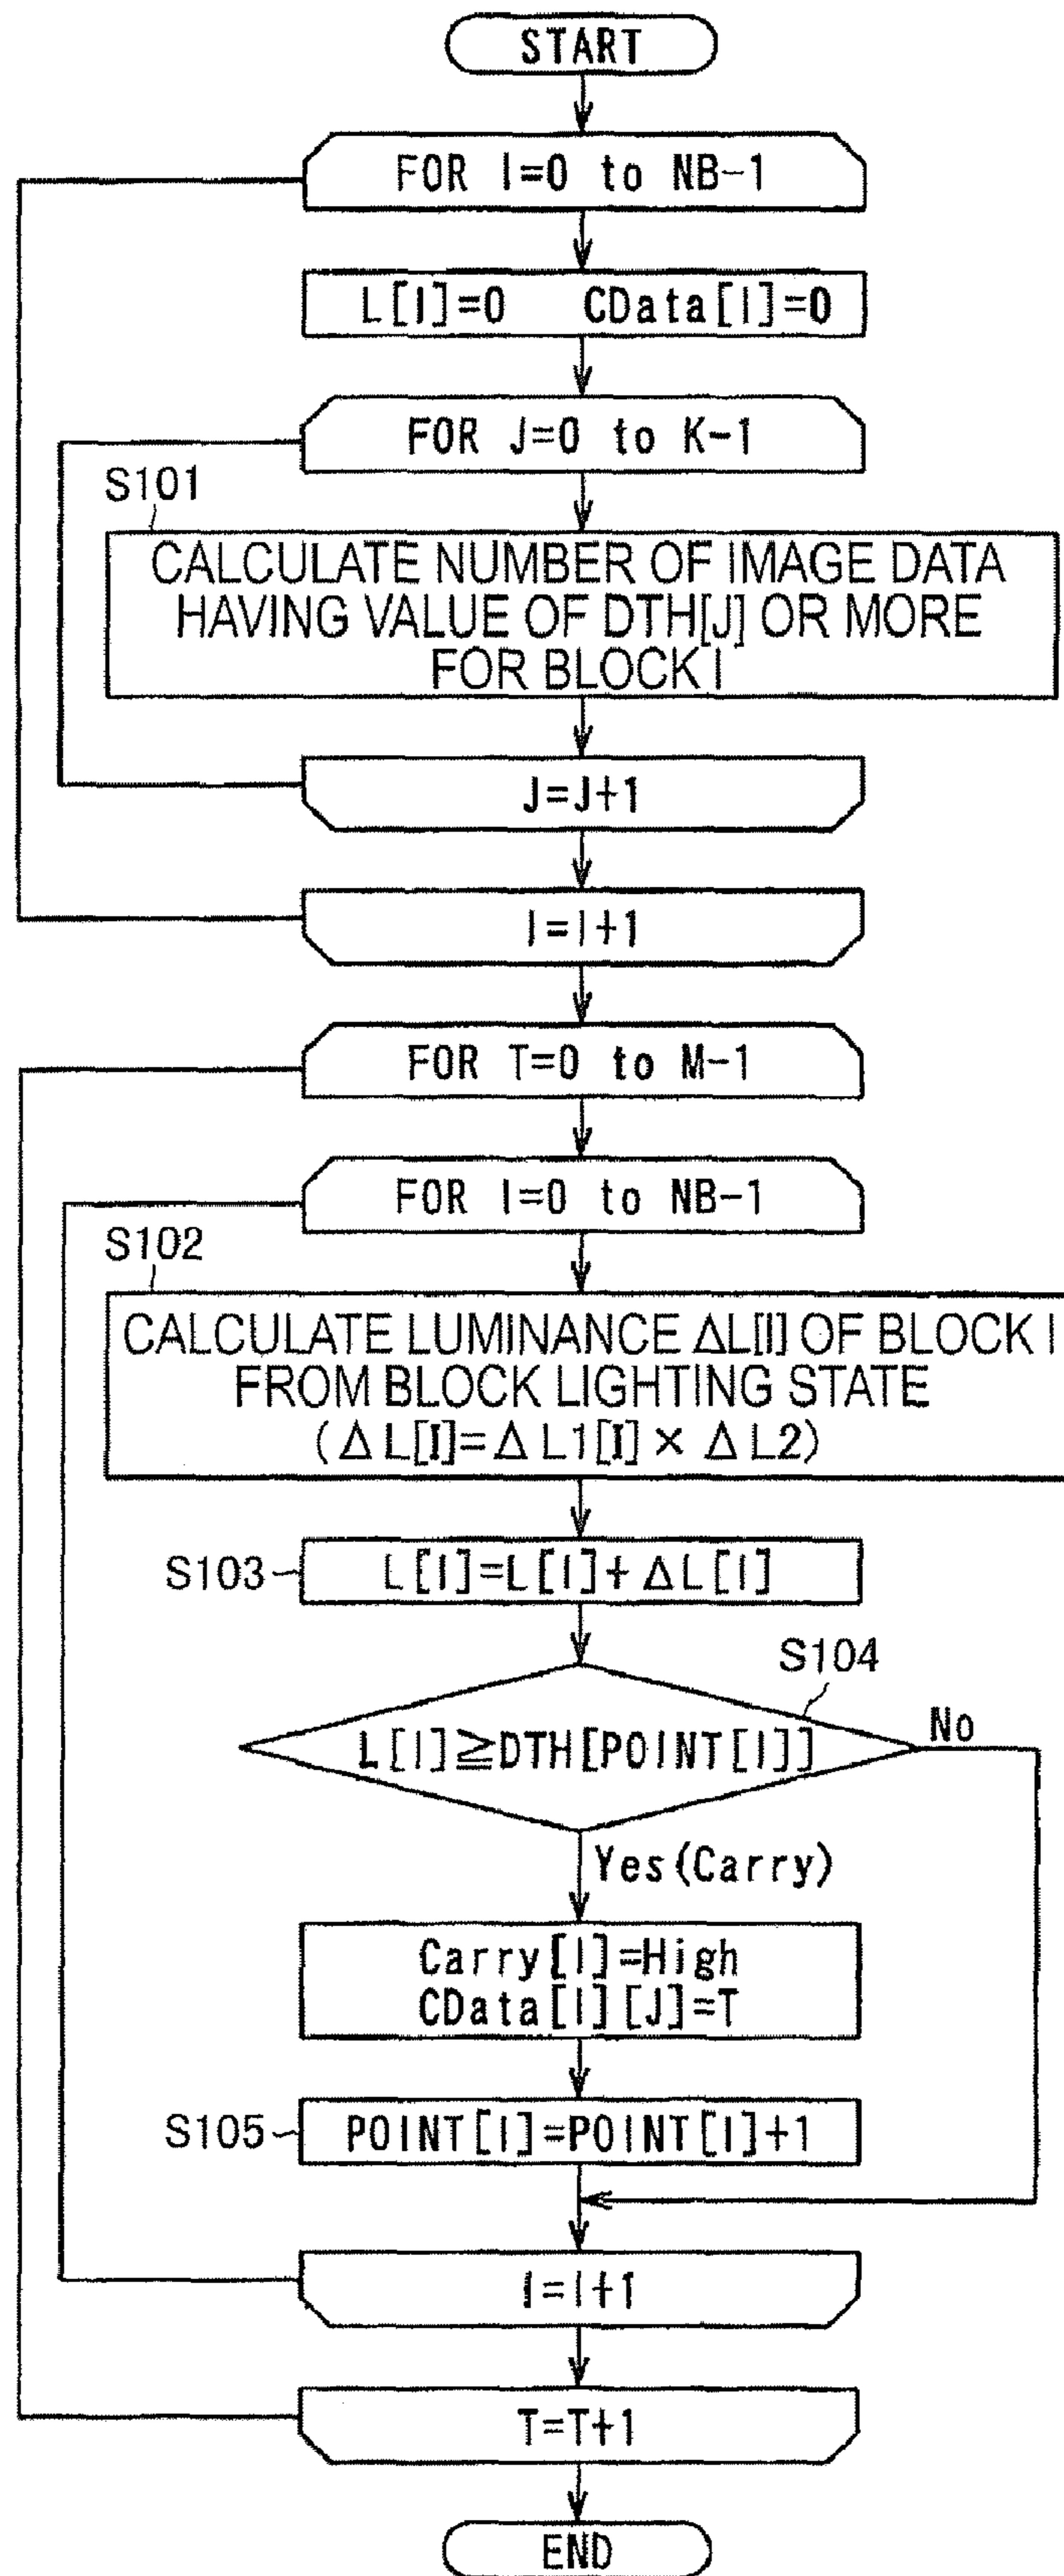 START
FOR I=0 to NB-1
L[I]=0 CData[I]=0
FOR J=0 to K-1
S101
CALCULATE NUMBER OF IMAGE DATA
HAVING VALUE OF DTH[J] OR MORE
FOR BLOCK I
J=J+1
I=I+1
FOR T=0 to M-1
FOR I=0 to NB-1
S102
CALCULATE LUMINANCE ΔL[I] OF BLOCK I
FROM BLOCK LIGHTING STATE
(ΔL[I]=ΔL1[I]×ΔL2)
S103
L[I]=L[I]+ΔL[I]
S104
L[I]≧DTH[POINT[I]]
No
Yes(Carry)
Carry[I]=High
CData[I][J]=T
S105
POINT[I]=POINT[I]+1
I=I+1
T=T+1
END